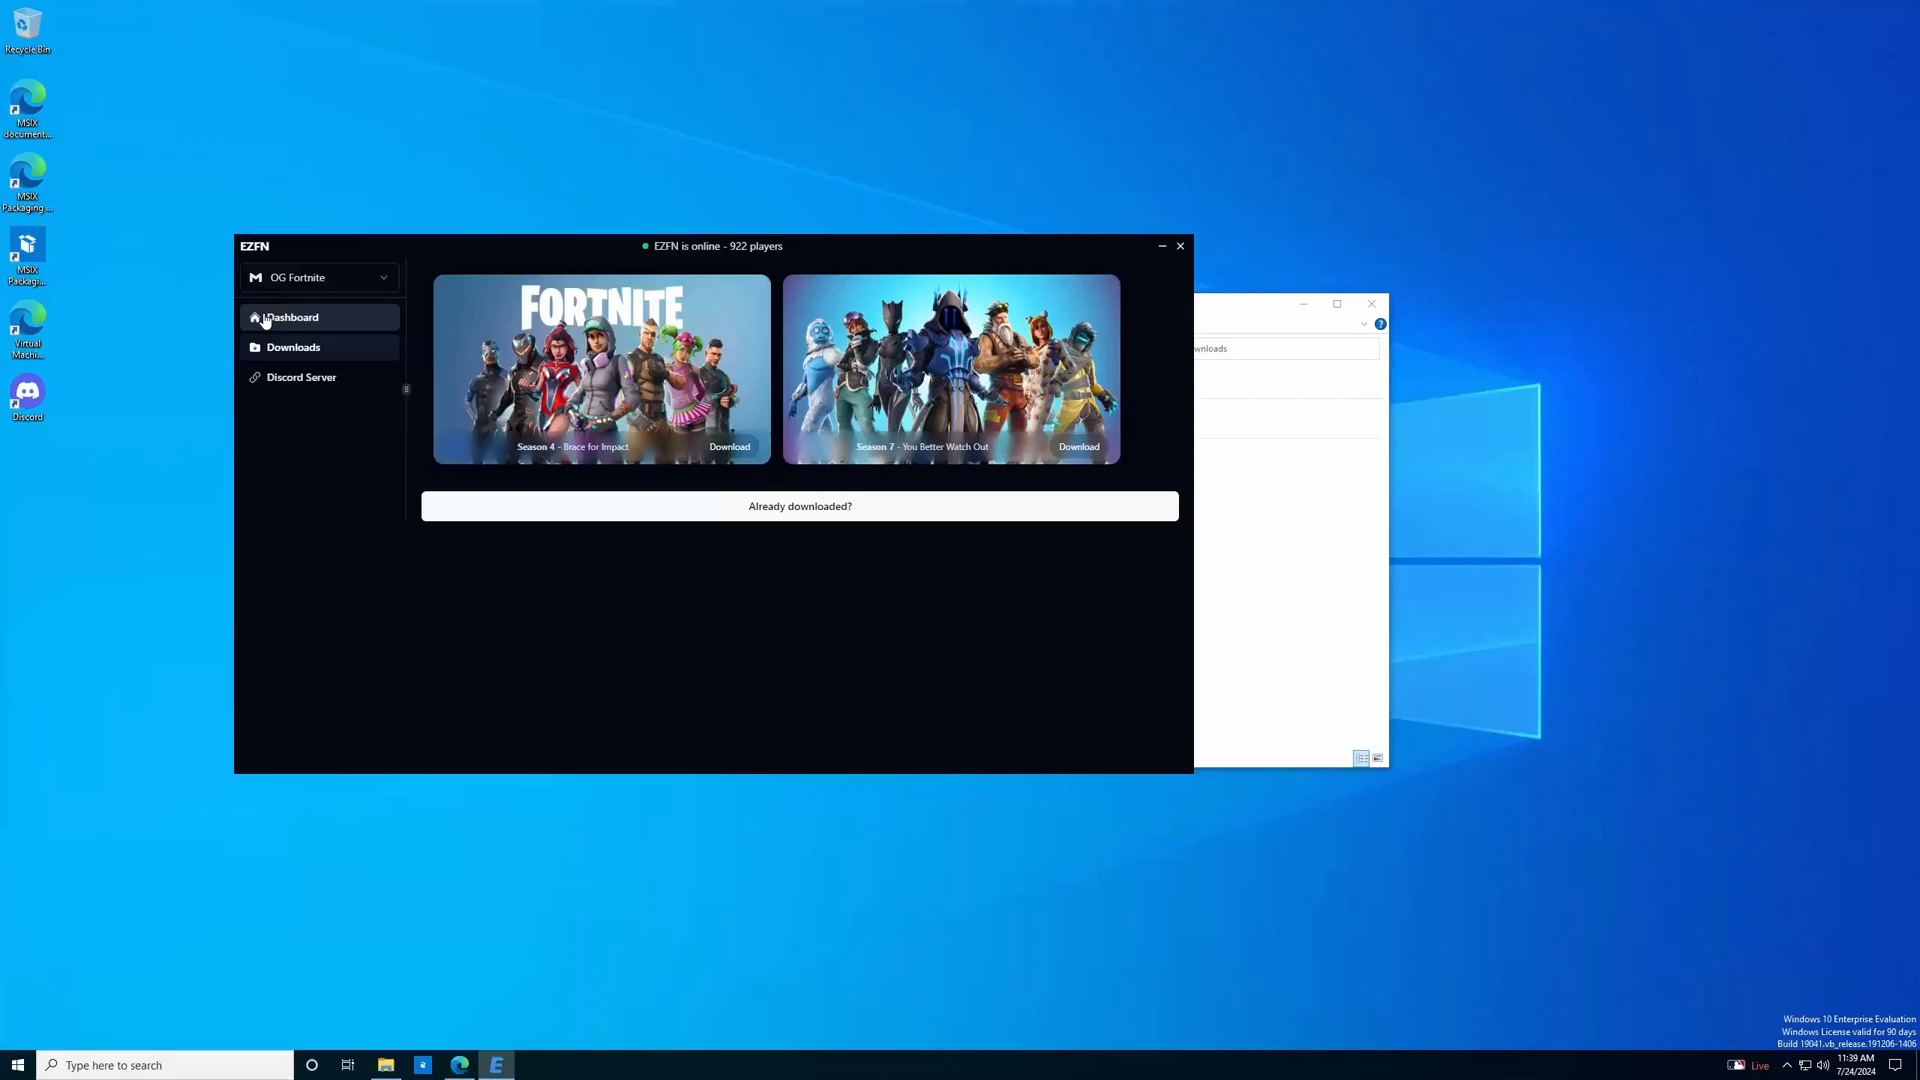 Recycle Bin
MSIX
document...
MSIX
Packaging ...
MSIX
Packagi...
Virtual
Machi...
Discord
EZFN
EZFN is online - 922 players
OG Fortnite
Dashboard
Downloads
Discord Server
FORTNITE
Season 4 - Brace for Impact
Download
Season 7 - You Better Watch Out
Download
Already downloaded?
wnloads
Windows 10 Enterprise Evaluation
Windows License valid for 90 days
Build 19041.vb_release.191206-1406
Type here to search
E
Live
11:39 AM
7/24/2024